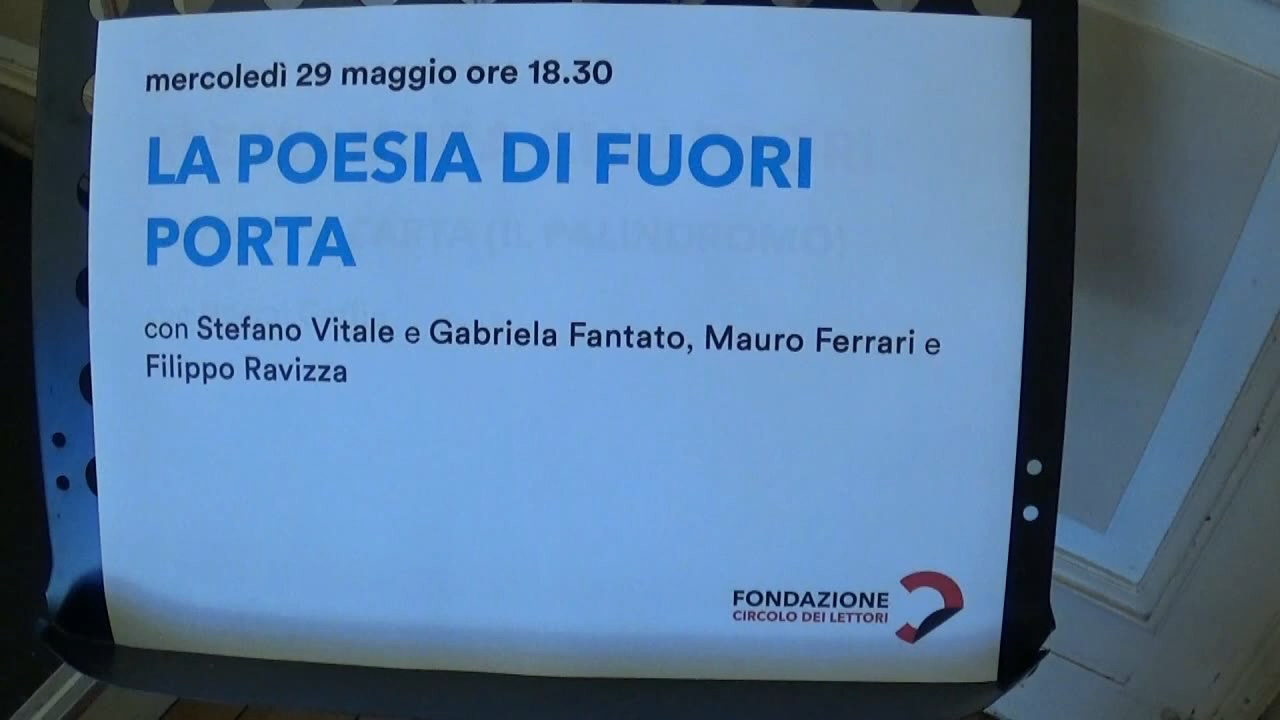 mercoledì 29 maggio ore 18.30
LA POESIA DI FUORI
PORTA
con Stefano Vitale e Gabriela Fantato, Mauro Ferrari e
Filippo Ravizza
FONDAZIONE
CIRCOLO DEI LETTORI